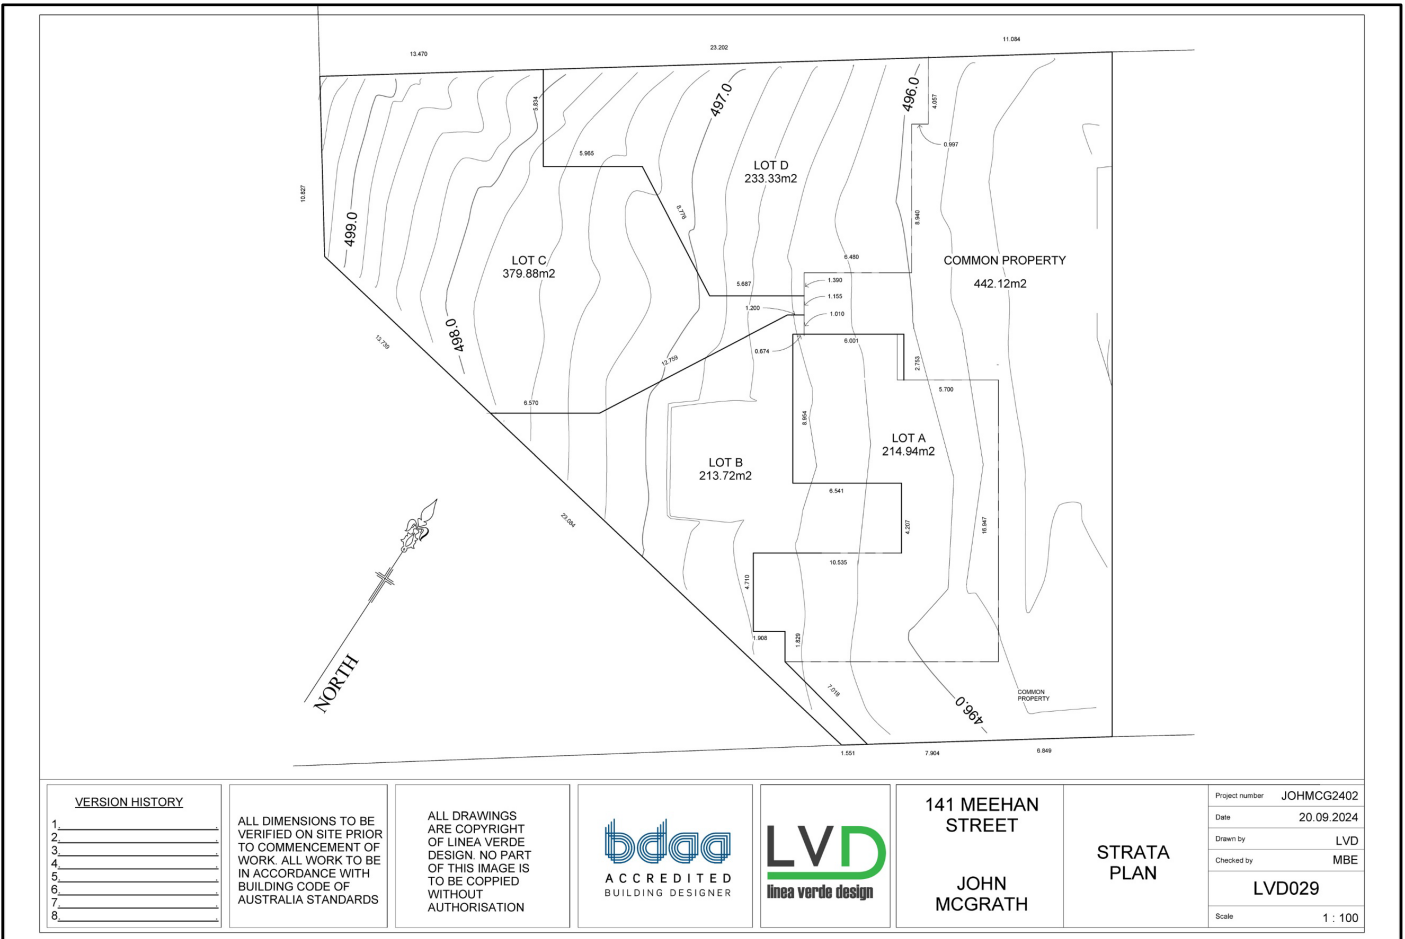 13.470
23.202
11.084
497.0
496.0
5.834
4.057
0.997
5.965
LOT D
233.33m2
10.827
8.778
8.940
499.0
LOT C
379.88m2
6.480
COMMON PROPERTY
442.12m2
5.687
1.390
1.155
1.200
1.010
498.0
13.739
12.759
0.674
6.001
2.753
5.700
6.570
8.954
LOT A
214.94m2
LOT B
213.72m2
6.541
23.084
4.207
16.947
10.535
4.710
1.908
1.829
7.018
NORTH
COMMON
PROPERTY
496.0
1.551
7.904
6.849
VERSION HISTORY
1.
2.
3.
4.
5.
6.
7.
8.
ALL DIMENSIONS TO BE
VERIFIED ON SITE PRIOR
TO COMMENCEMENT OF
WORK. ALL WORK TO BE
IN ACCORDANCE WITH
BUILDING CODE OF
AUSTRALIA STANDARDS
ALL DRAWINGS
ARE COPYRIGHT
OF LINEA VERDE
DESIGN. NO PART
OF THIS IMAGE IS
TO BE COPPIED
WITHOUT
AUTHORISATION
bdaa
ACCREDITED
BUILDING DESIGNER
LVD
linea verde design
141 MEEHAN
STREET
JOHN
MCGRATH
STRATA
PLAN
Project number JOHMCG2402
Date 20.09.2024
Drawn by LVD
Checked by MBE
LVD029
Scale 1 : 100